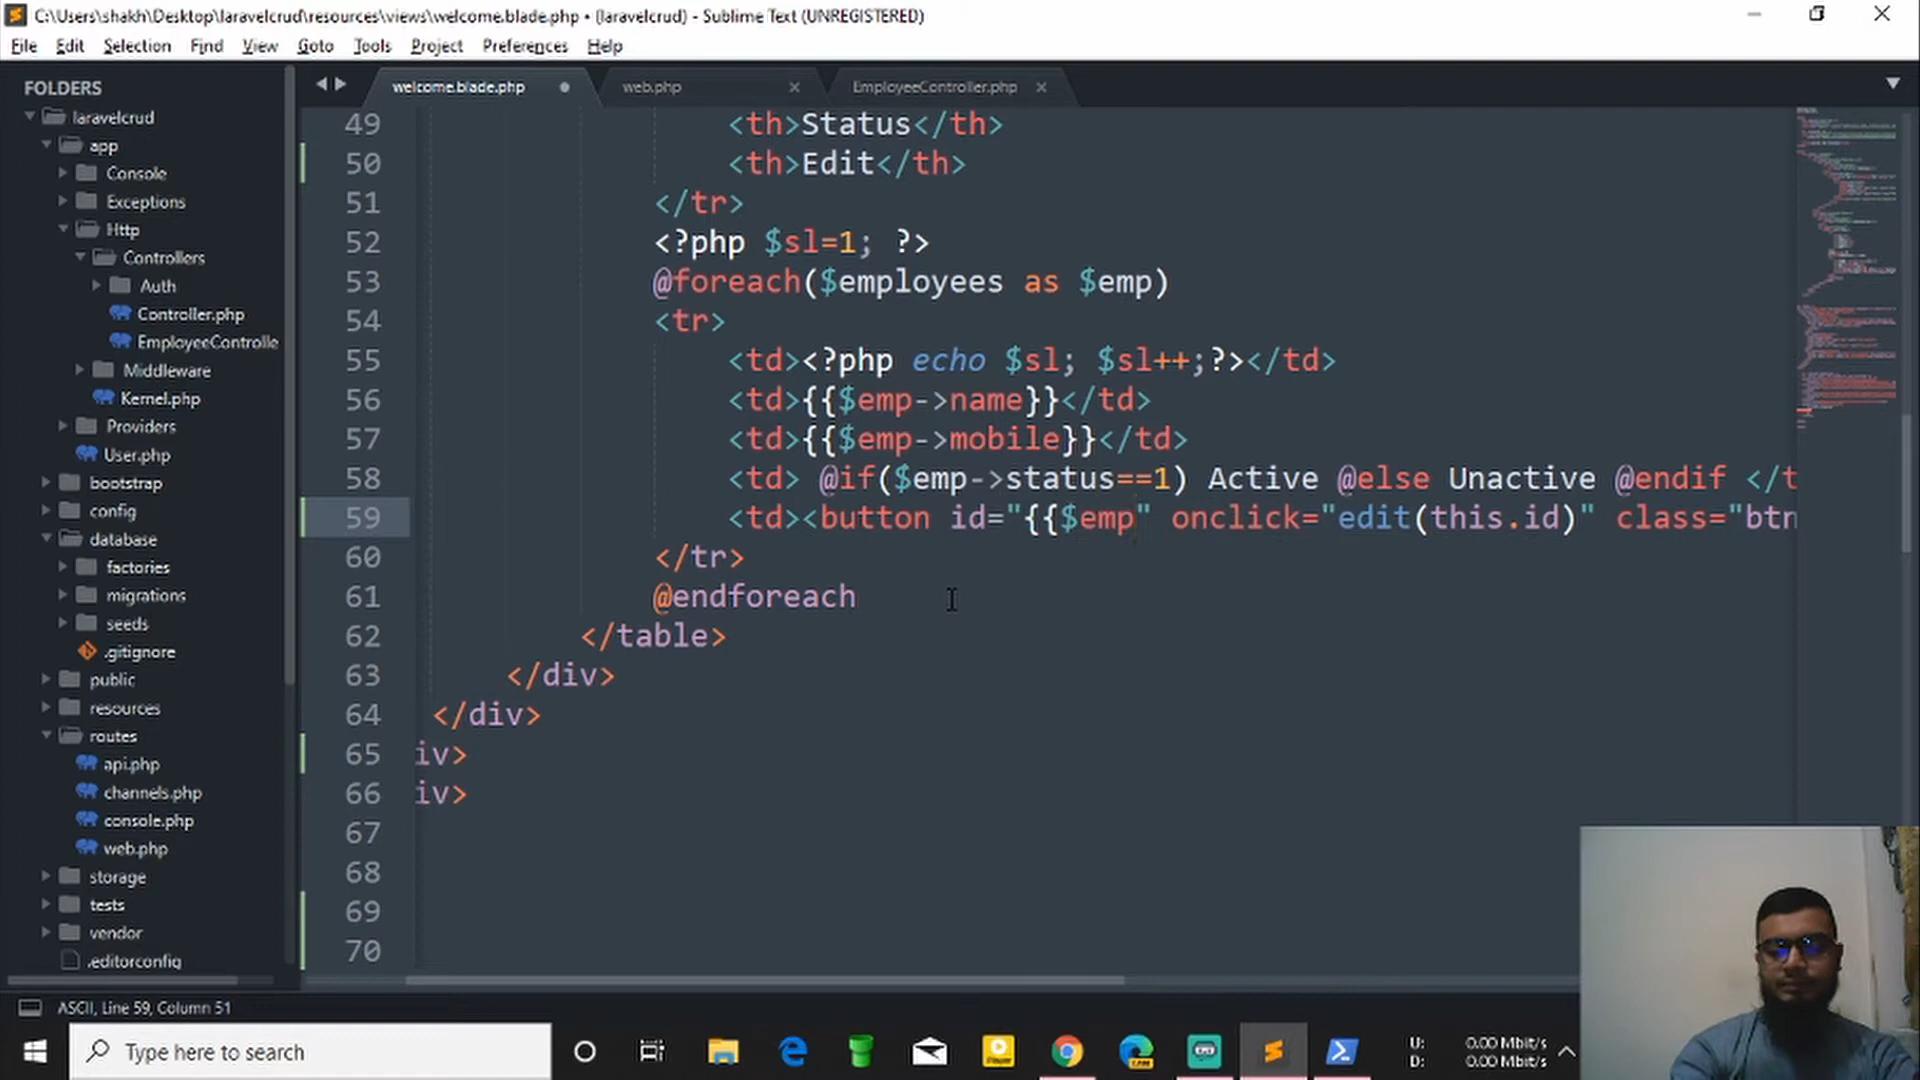 C:\Users\shakh\Desktop\laravelcrud\resources\views\welcome.blade.php • (laravelcrud) - Sublime Text (UNREGISTERED)
File Edit Selection Find View Goto Tools Project Preferences Help
FOLDERS
laravelcrud
app
Console
Exceptions
Http
Controllers
Auth
Controller.php
EmployeeControlle
Middleware
Kernel.php
Providers
User.php
bootstrap
config
database
factories
migrations
seeds
.gitignore
public
resources
routes
api.php
channels.php
console.php
web.php
storage
tests
vendor
.editorconfig
welcome.blade.php web.php EmployeeController.php
49 <th>Status</th>
50 <th>Edit</th>
51 </tr>
52 <?php $sl=1; ?>
53 @foreach($employees as $emp)
54 <tr>
55 <td><?php echo $sl; $sl++;?></td>
56 <td>{{$emp->name}}</td>
57 <td>{{$emp->mobile}}</td>
58 <td> @if($emp->status==1) Active @else Unactive @endif </t
59 <td><button id="{{$emp" onclick="edit(this.id)" class="btn
60 </tr>
61 @endforeach
62 </table>
63 </div>
64 </div>
65 iv>
66 iv>
67
68
69
70
ASCII, Line 59, Column 51
Type here to search
U: 0.00 Mbit/s
D: 0.00 Mbit/s